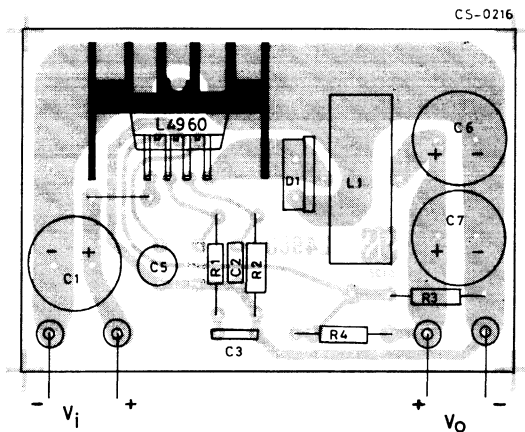 CS-0216
L4960
C6
+ -
D1
L1
C7
+ -
- +
C1
C5
R1
C2
R2
R3
C3
R4
- Vi +
+ Vo -